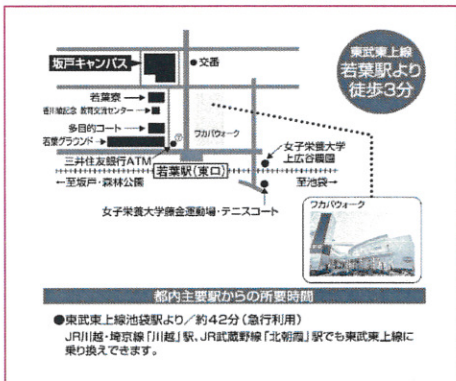 東武東上線
若葉駅より
徒歩3分
坂戸キャンパス
●交番
若葉寮
香川綾記念 教育交流センター
多目的コート
若葉グラウンド
ワカバウォーク
三井住友銀行ATM
若葉駅(東口)
女子栄養大学
上広谷農園
←至坂戸・森林公園
至池袋→
女子栄養大学藤金運動場・テニスコート
ワカバウォーク
都内主要駅からの所要時間
●東武東上線池袋駅より/約42分(急行利用)
JR川越・埼京線「川越」駅、JR武蔵野線「北朝霞」駅でも東武東上線に
乗り換えできます。